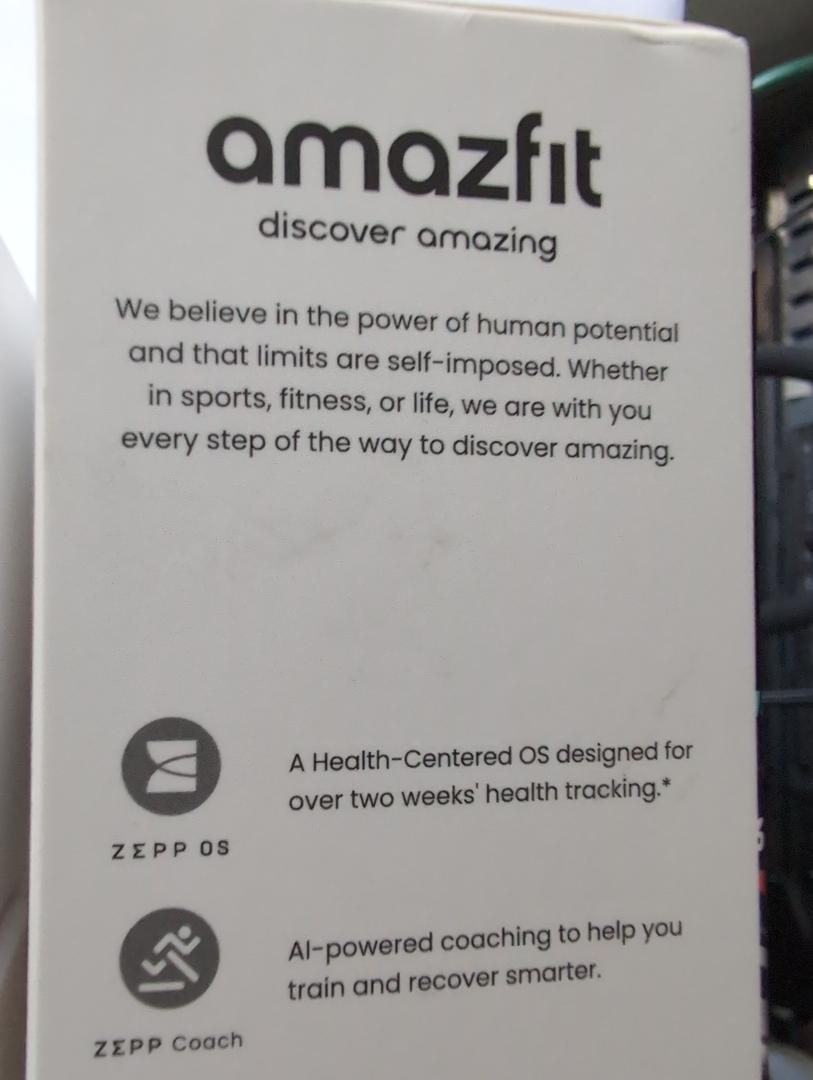 amazfit
discover amazing
We believe in the power of human potential
and that limits are self-imposed. Whether
in sports, fitness, or life, we are with you
every step of the way to discover amazing.
A Health-Centered OS designed for
over two weeks' health tracking.*
ZΣPP OS
AI-powered coaching to help you
train and recover smarter.
ZΣPP Coach